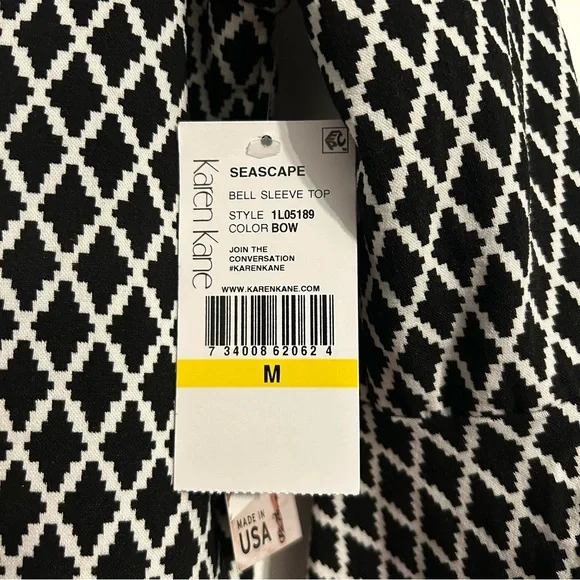 Karen Kane
SEASCAPE
BELL SLEEVE TOP
STYLE 1L05189
COLOR BOW
JOIN THE
CONVERSATION
#KARENKANE
WWW.KARENKANE.COM
7 34008 62062 4
M
MADE IN
USA